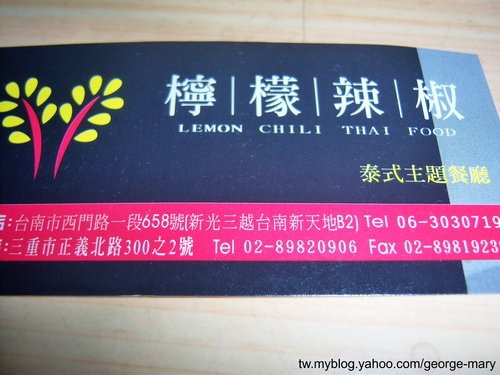 檸|檬|辣|椒
LEMON CHILI THAI FOOD
泰式主題餐廳
店:台南市西門路一段658號(新光三越台南新天地B2) Tel 06-3030719
:三重市正義北路300之2號 Tel 02-89820906 Fax 02-8981923
tw.myblog.yahoo.com/george-mary